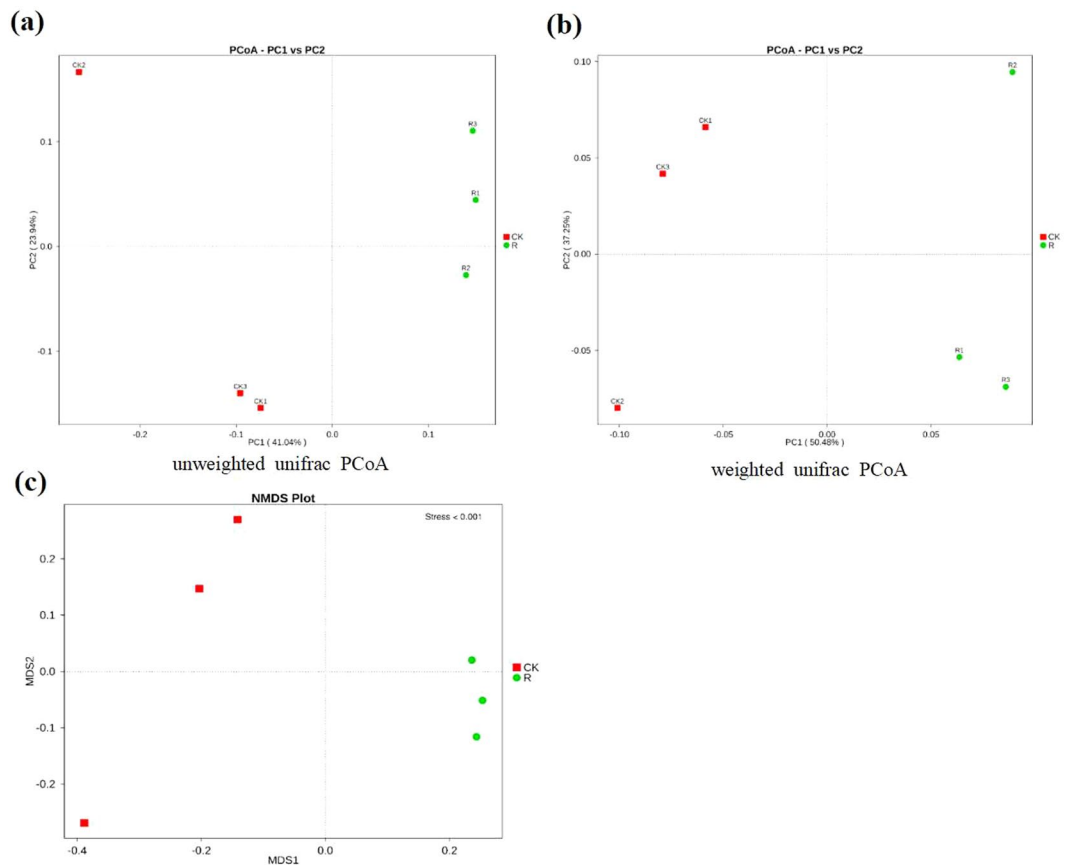 (a)
PCoA - PC1 vs PC2
CK2
R3
R1
R2
CK3
CK1
0.1
0.0
-0.1
PC2 ( 23.94% )
-0.2
-0.1
0.0
0.1
PC1 ( 41.04% )
CK
R
unweighted unifrac PCoA
(b)
PCoA - PC1 vs PC2
R2
CK1
CK3
R1
R3
CK2
0.10
0.05
0.00
-0.05
PC2 ( 37.25% )
-0.10
-0.05
0.00
0.05
PC1 ( 50.48% )
CK
R
weighted unifrac PCoA
(c)
NMDS Plot
Stress < 0.001
0.2
0.1
0.0
-0.1
-0.2
MDS2
-0.4
-0.2
0.0
0.2
MDS1
CK
R